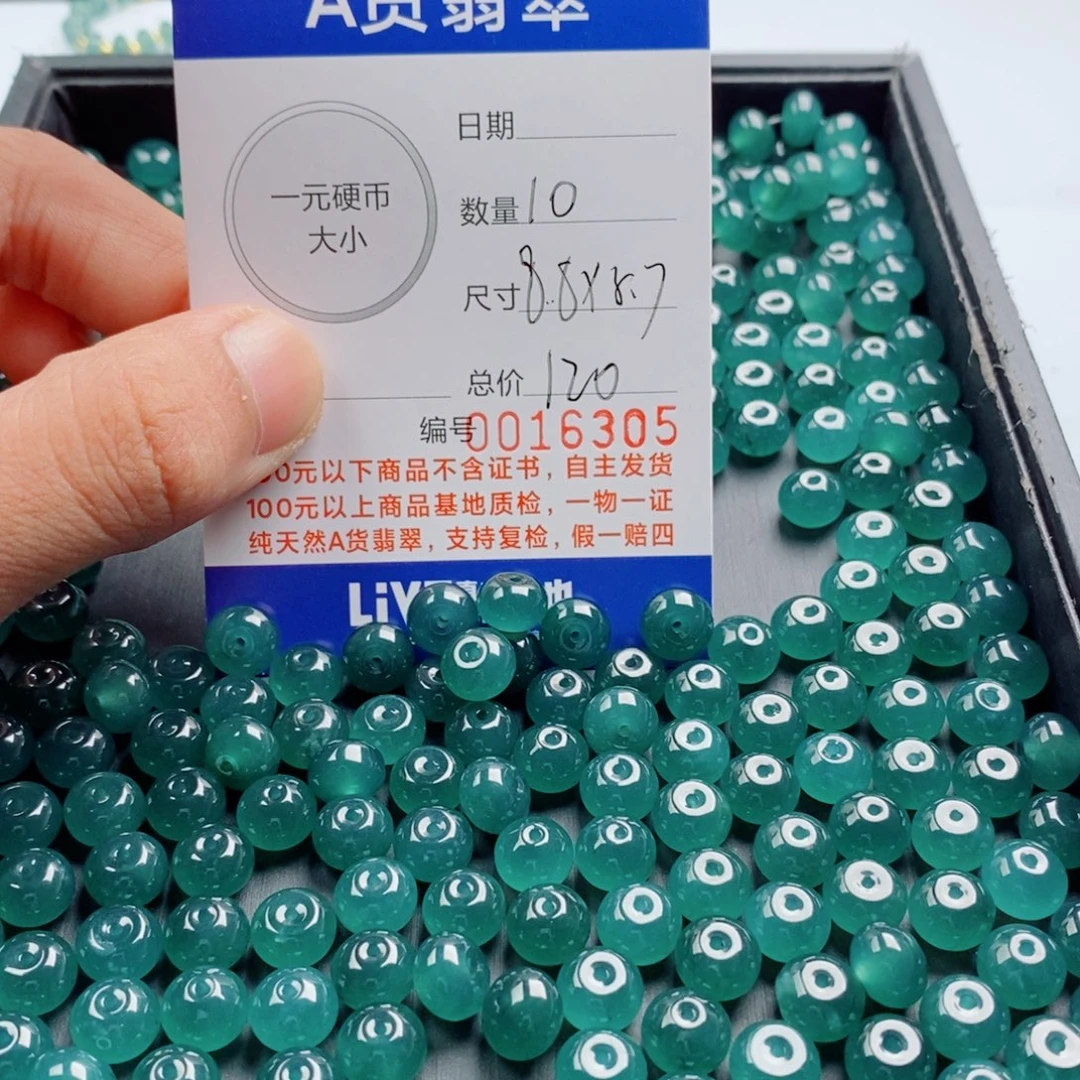 A货翡翠
一元硬币
大小
日期
数量10
尺寸8.8X8.7
总价120
编号0016305
0元以下商品不含证书，自主发货
100元以上商品基地质检，一物一证
纯天然A货翡翠，支持复检，假一赔四